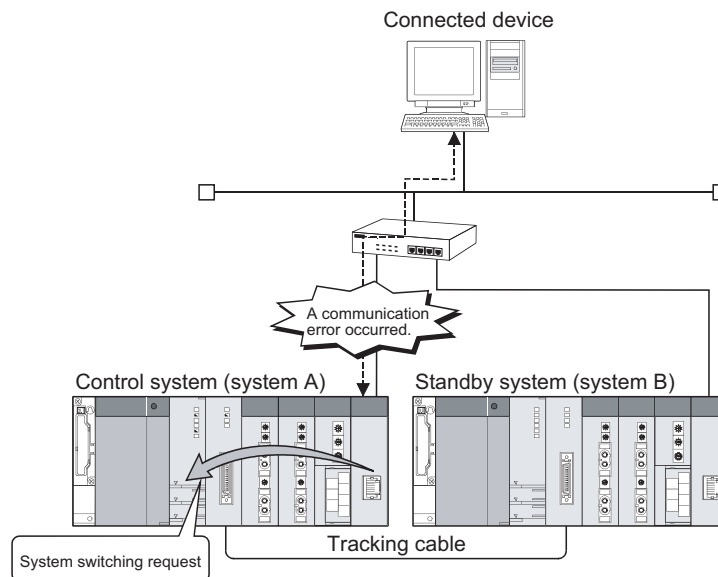 Connected device
A communication
error occurred.
Control system (system A)
Standby system (system B)
System switching request
Tracking cable